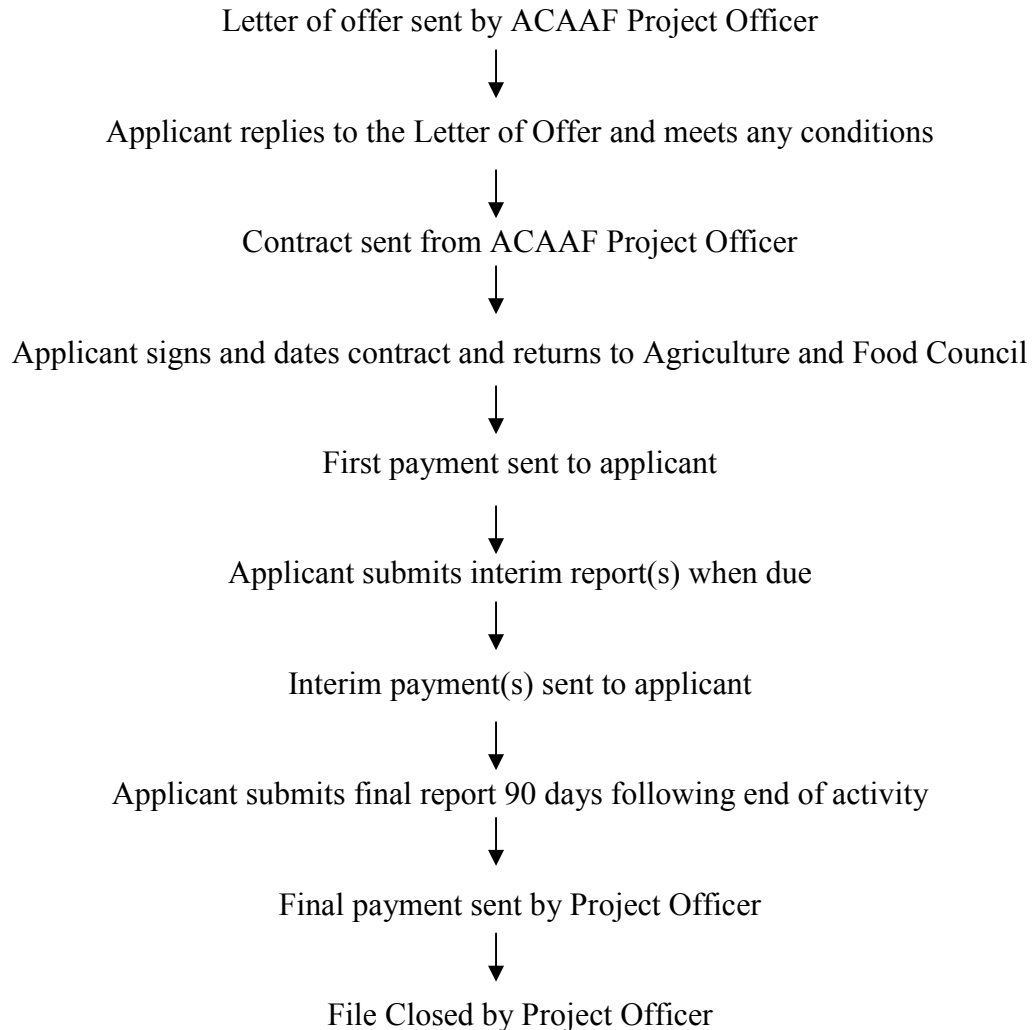 Letter of offer sent by ACAAF Project Officer
Applicant replies to the Letter of Offer and meets any conditions
Contract sent from ACAAF Project Officer
Applicant signs and dates contract and returns to Agriculture and Food Council
First payment sent to applicant
Applicant submits interim report(s) when due
Interim payment(s) sent to applicant
Applicant submits final report 90 days following end of activity
Final payment sent by Project Officer
File Closed by Project Officer